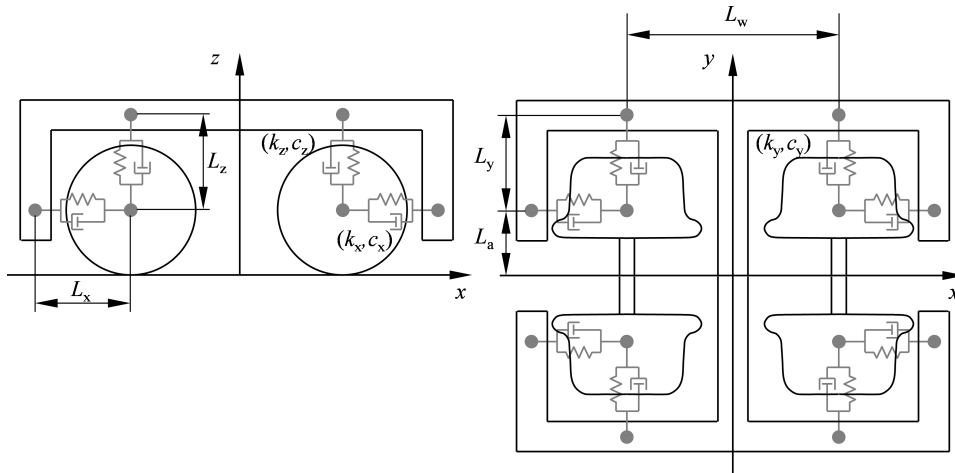 L_w
z
y
(k_z, c_z)
L_z
(k_y, c_y)
L_y
(k_x, c_x)
L_a
L_x
x
x